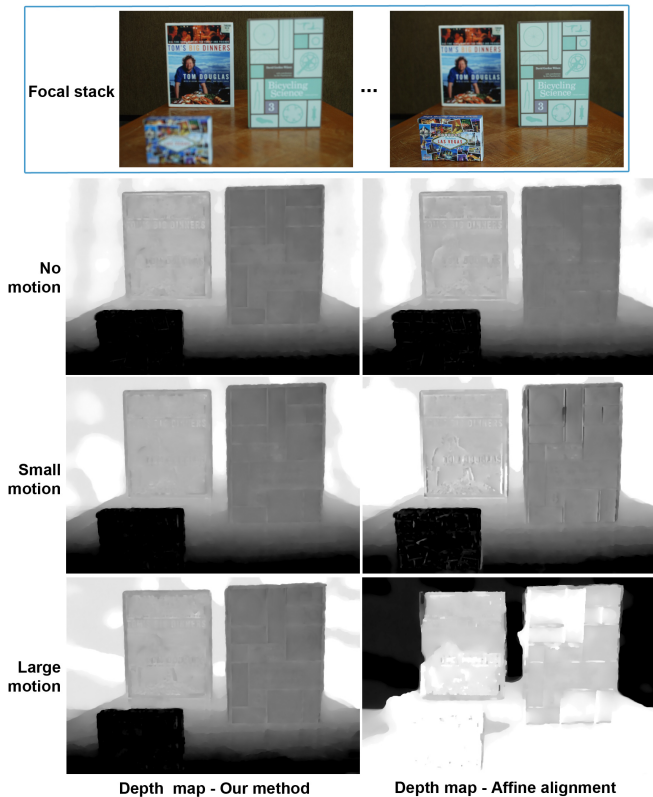 Focal stack
TOM'S BIG DINNERS
TOM DOUGLAS
Bicycling
Science
3
...
TOM'S BIG DINNERS
TOM DOUGLAS
Bicycling
Science
3
LAS VEGAS
No
motion
Small
motion
Large
motion
Depth map - Our method
Depth map - Affine alignment